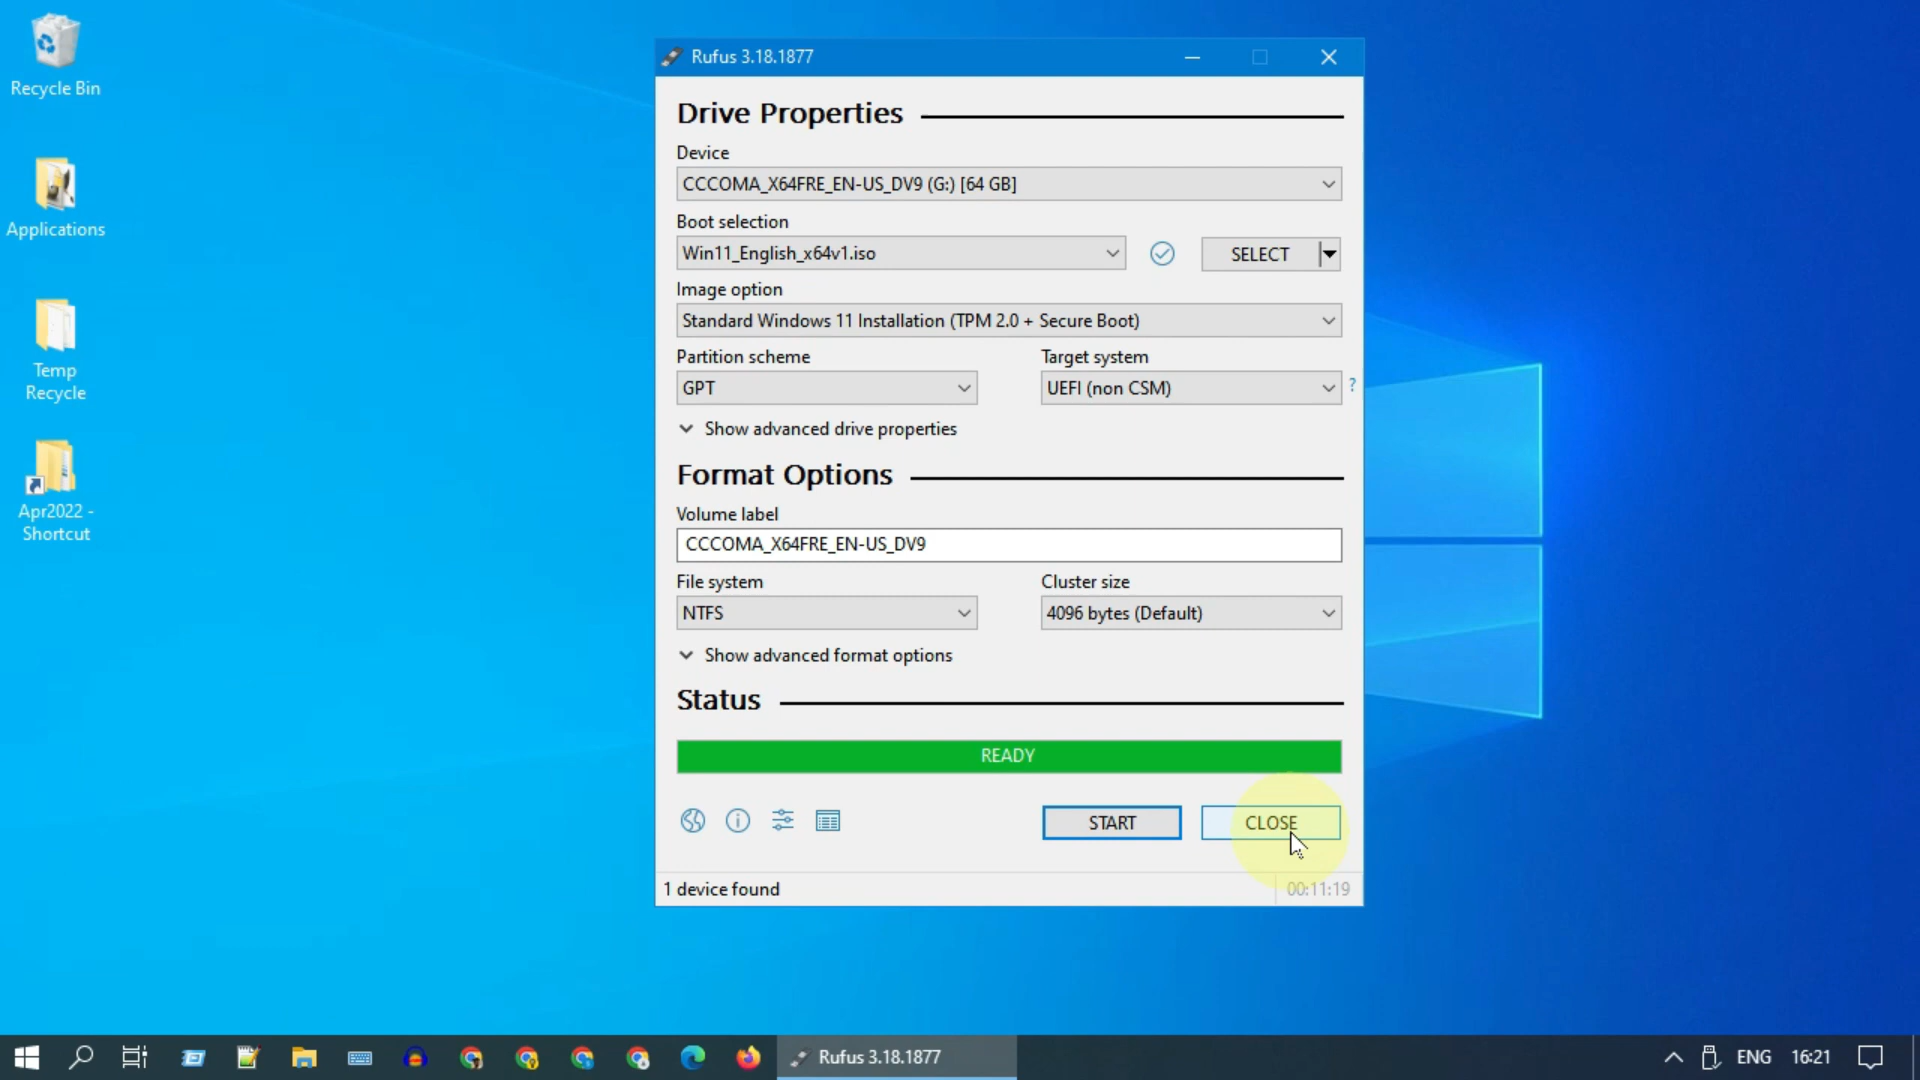 Recycle Bin
Applications
Temp
Recycle
Apr2022 -
Shortcut
Rufus 3.18.1877
Drive Properties
Device
CCCOMA_X64FRE_EN-US_DV9 (G:) [64 GB]
Boot selection
Win11_English_x64v1.iso
SELECT
Image option
Standard Windows 11 Installation (TPM 2.0 + Secure Boot)
Partition scheme
Target system
GPT
UEFI (non CSM)
?
Show advanced drive properties
Format Options
Volume label
CCCOMA_X64FRE_EN-US_DV9
File system
Cluster size
NTFS
4096 bytes (Default)
Show advanced format options
Status
READY
START
CLOSE
1 device found
00:11:19
Rufus 3.18.1877
ENG
16:21